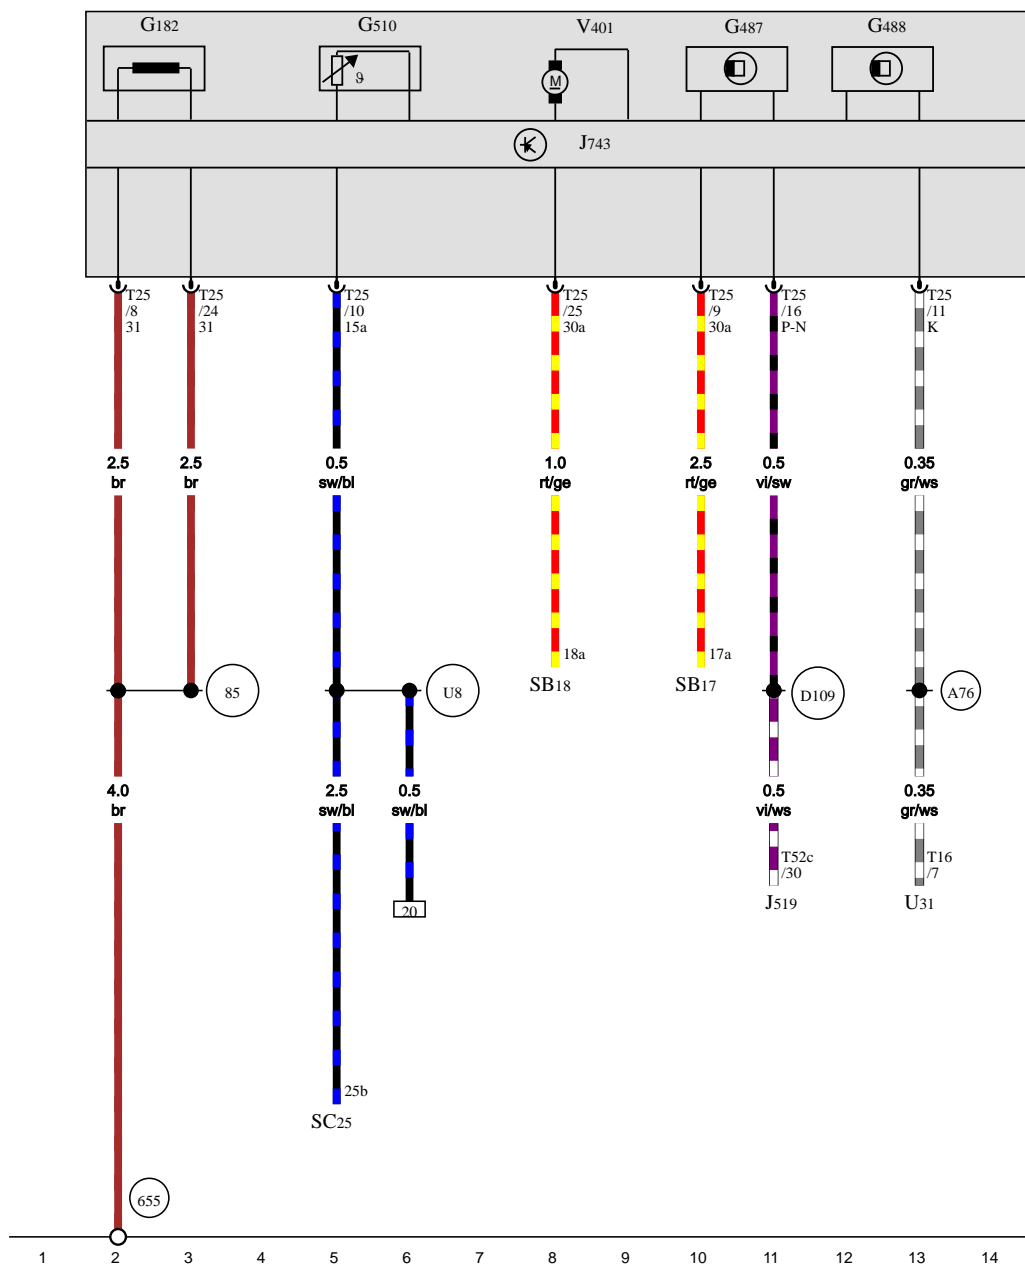 G182 G510 V401 G487 G488
ϑ
M
J743
T25 T25 T25 T25 T25 T25 T25
/8 /24 /10 /25 /9 /16 /11
31 31 15a 30a 30a P-N K
2.5 2.5 0.5 1.0 2.5 0.5 0.35
br br sw/bl rt/ge rt/ge vi/sw gr/ws
18a 17a
SB18 SB17
85 U8 D109 A76
4.0 2.5 0.5 0.5 0.35
br sw/bl sw/bl vi/ws gr/ws
T52c T16
/30 /7
J519 U31
20
25b
SC25
655
1 2 3 4 5 6 7 8 9 10 11 12 13 14